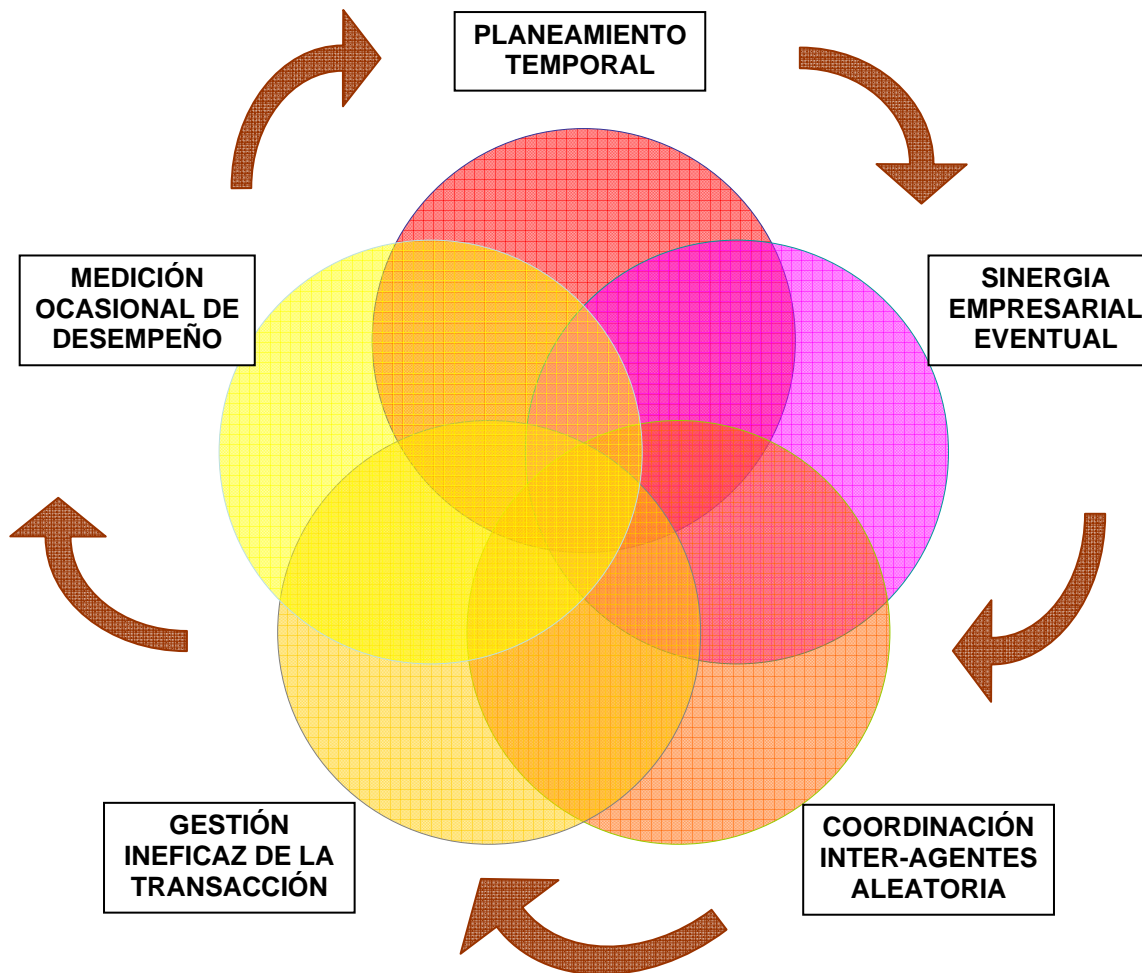 PLANEAMIENTO
TEMPORAL
MEDICIÓN
OCASIONAL DE
DESEMPEÑO
SINERGIA
EMPRESARIAL
EVENTUAL
GESTIÓN
INEFICAZ DE LA
TRANSACCIÓN
COORDINACIÓN
INTER-AGENTES
ALEATORIA